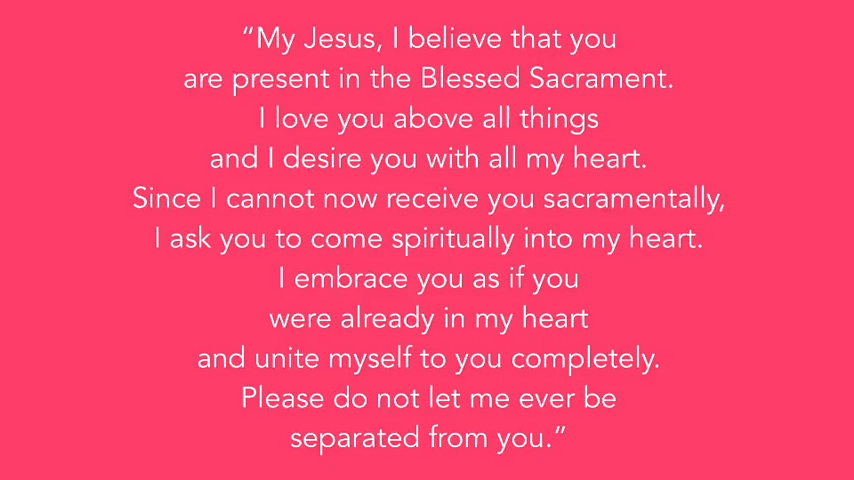 “My Jesus, I believe that you
are present in the Blessed Sacrament.
I love you above all things
and I desire you with all my heart.
Since I cannot now receive you sacramentally,
I ask you to come spiritually into my heart.
I embrace you as if you
were already in my heart
and unite myself to you completely.
Please do not let me ever be
separated from you.”